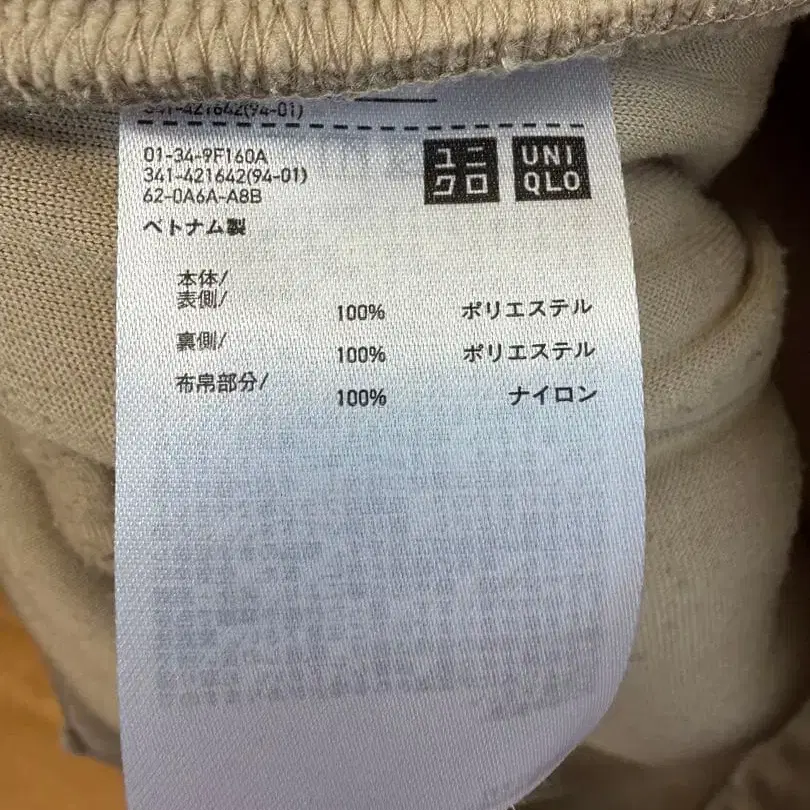 341-421642(94-01)
01-34-9F160A
341-421642(94-01)
62-0A6A-A8B
ユニ
クロ
UNI
QLO
ベトナム製
本体/
表側/
100% ポリエステル
裏側/
100% ポリエステル
布帛部分/
100% ナイロン